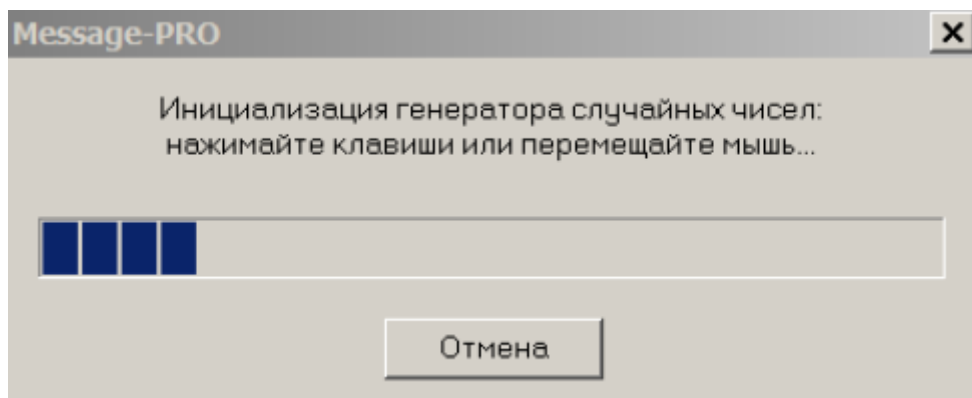 Message-PRO
Инициализация генератора случайных чисел:
нажимайте клавиши или перемещайте мышь...
Отмена